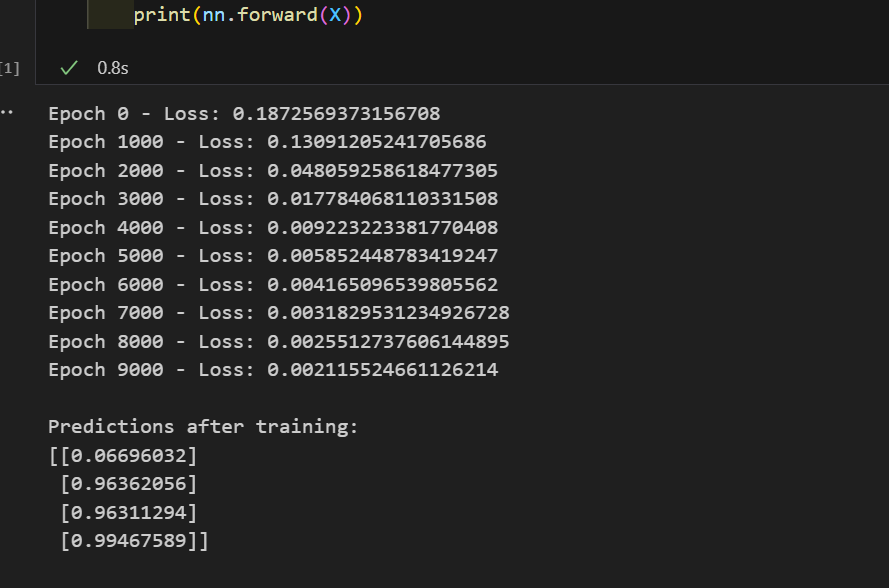 print(nn.forward(X))
[1]
0.8s
Epoch 0 - Loss: 0.1872569373156708
Epoch 1000 - Loss: 0.13091205241705686
Epoch 2000 - Loss: 0.048059258618477305
Epoch 3000 - Loss: 0.017784068110331508
Epoch 4000 - Loss: 0.009223223381770408
Epoch 5000 - Loss: 0.005852448783419247
Epoch 6000 - Loss: 0.004165096539805562
Epoch 7000 - Loss: 0.0031829531234926728
Epoch 8000 - Loss: 0.0025512737606144895
Epoch 9000 - Loss: 0.002115524661126214
Predictions after training:
[[0.06696032]
[0.96362056]
[0.96311294]
[0.99467589]]